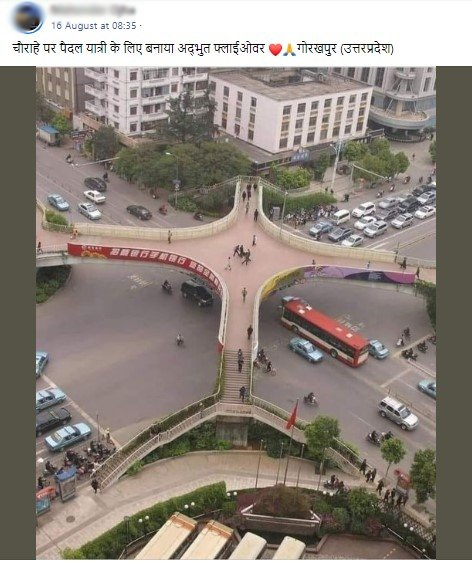 16 August at 08:35 ·
चौराहे पर पैदल यात्री के लिए बनाया अद्भुत फ्लाईओवर ❤️🙏गोरखपुर (उत्तरप्रदेश)